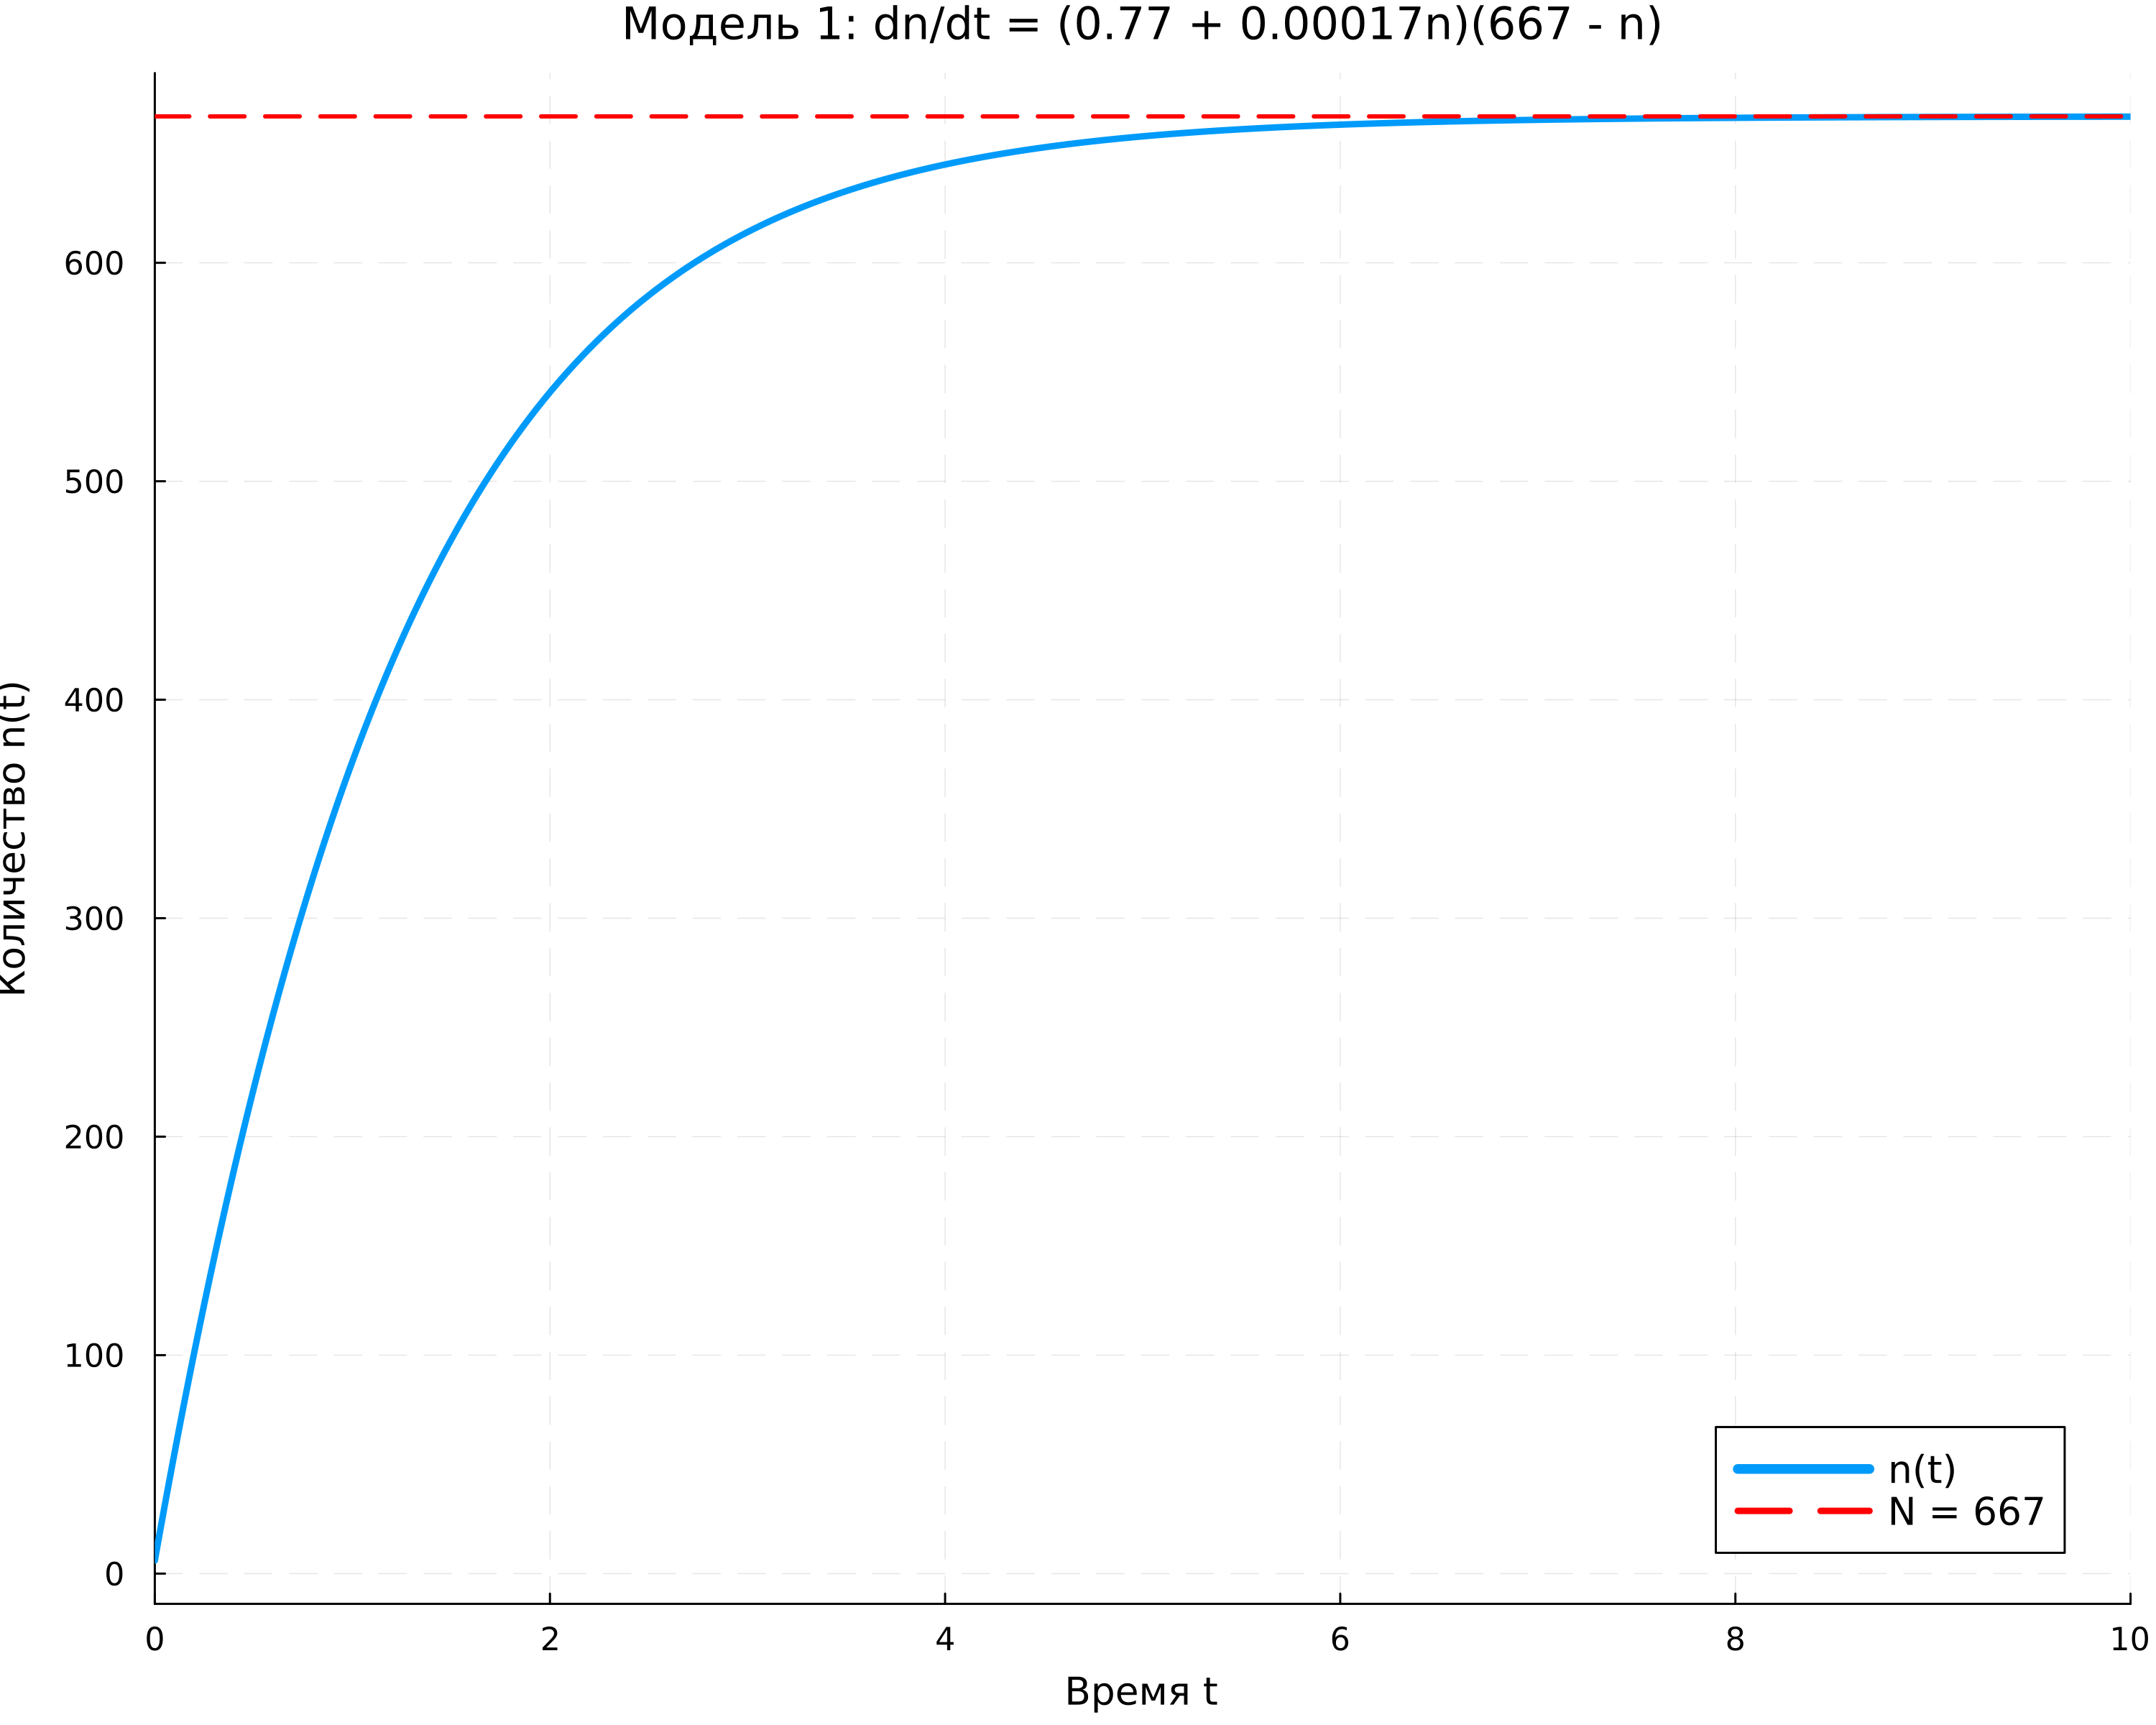 Модель 1: dn/dt = (0.77 + 0.00017n)(667 - n)
Количество n(t)
600
500
400
300
200
100
0
n(t)
N = 667
0 2 4 6 8 10
Время t